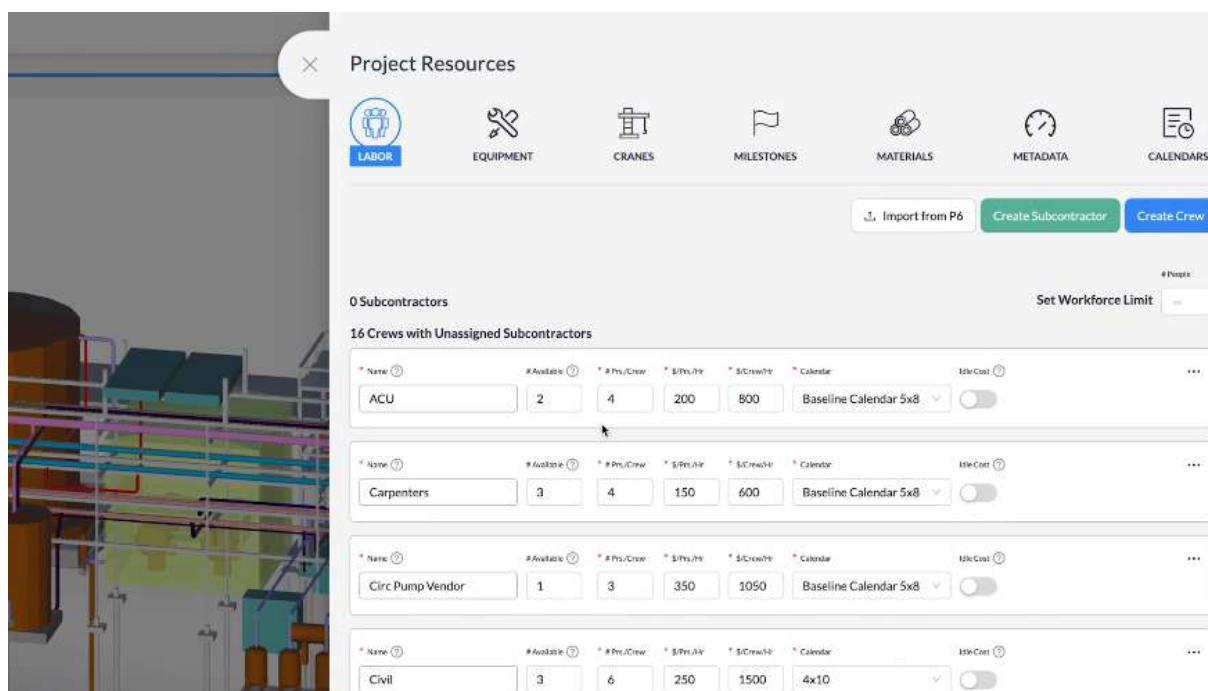 Project Resources
LABOR EQUIPMENT CRANES MILESTONES MATERIALS METADATA CALENDARS
Import from P6 Create Subcontractor Create Crew
# People
0 Subcontractors Set Workforce Limit
16 Crews with Unassigned Subcontractors
* Name # Available * # Prs./Crew * $/Prs./Hr * $/Crew/Hr * Calendar Idle Cost
ACU 2 4 200 800 Baseline Calendar 5x8
* Name # Available * # Prs./Crew * $/Prs./Hr * $/Crew/Hr * Calendar Idle Cost
Carpenters 3 4 150 600 Baseline Calendar 5x8
* Name # Available * # Prs./Crew * $/Prs./Hr * $/Crew/Hr * Calendar Idle Cost
Circ Pump Vendor 1 3 350 1050 Baseline Calendar 5x8
* Name # Available * # Prs./Crew * $/Prs./Hr * $/Crew/Hr * Calendar Idle Cost
Civil 3 6 250 1500 4x10